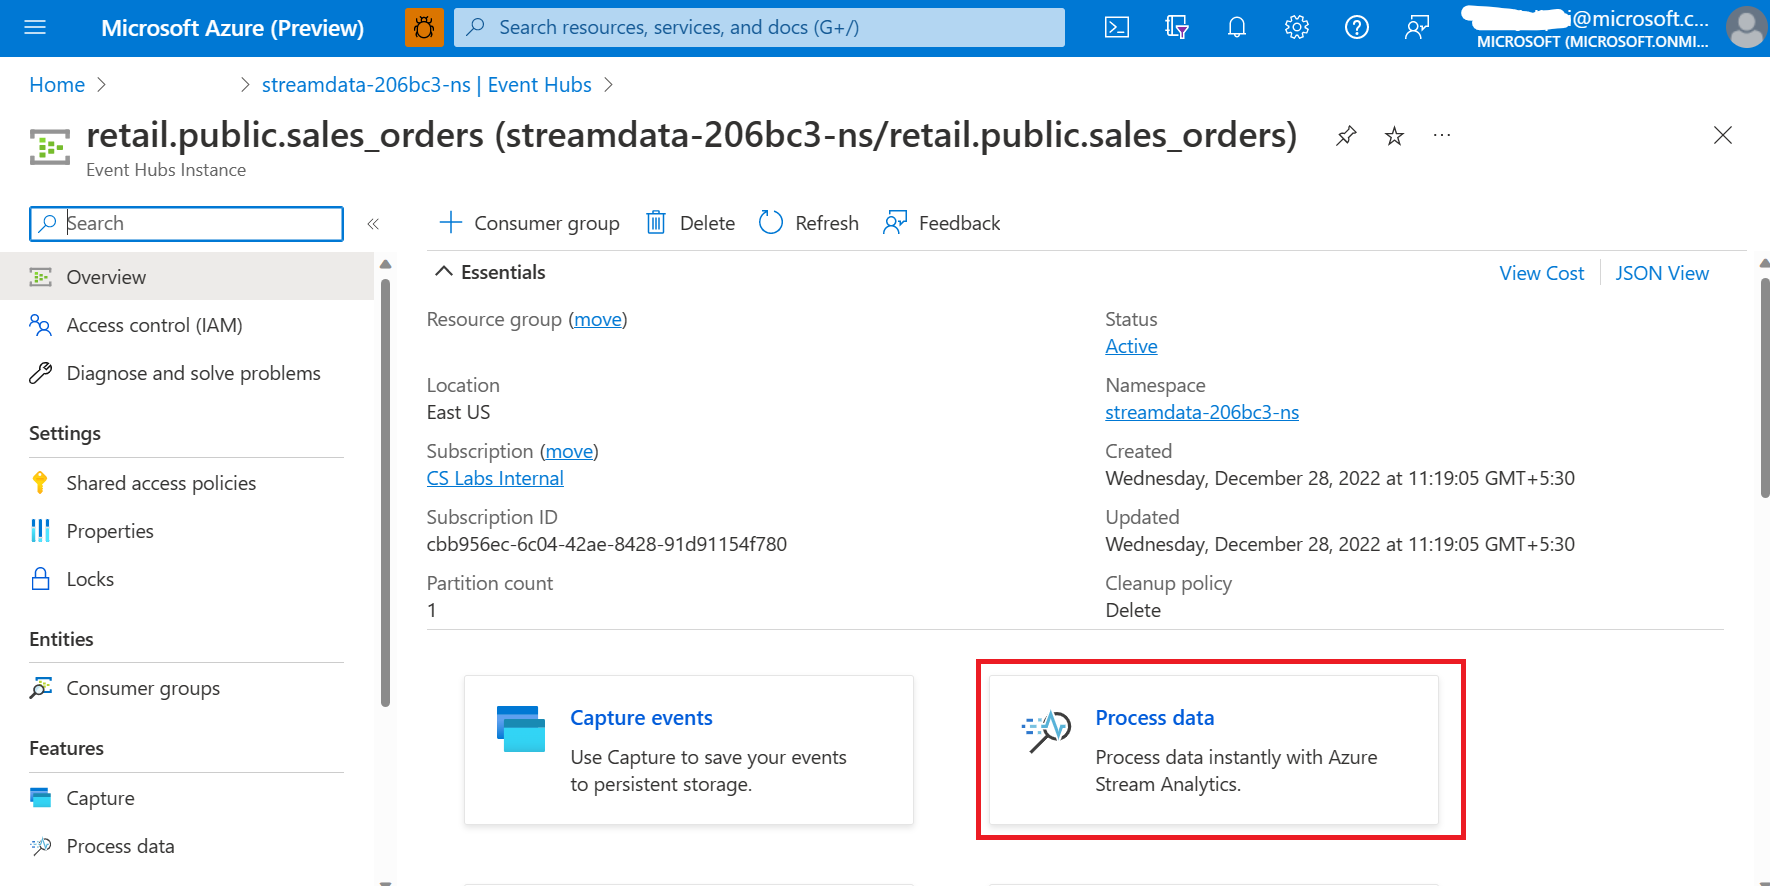 Microsoft Azure (Preview)
Search resources, services, and docs (G+/)
i@microsoft.c...
MICROSOFT (MICROSOFT.ONMI...
Home > > streamdata-206bc3-ns | Event Hubs >
retail.public.sales_orders (streamdata-206bc3-ns/retail.public.sales_orders)
Event Hubs Instance
Search
Overview
Access control (IAM)
Diagnose and solve problems
Settings
Shared access policies
Properties
Locks
Entities
Consumer groups
Features
Capture
Process data
Consumer group Delete Refresh Feedback
Essentials
View Cost JSON View
Resource group (move)
Location
East US
Subscription (move)
CS Labs Internal
Subscription ID
cbb956ec-6c04-42ae-8428-91d91154f780
Partition count
1
Status
Active
Namespace
streamdata-206bc3-ns
Created
Wednesday, December 28, 2022 at 11:19:05 GMT+5:30
Updated
Wednesday, December 28, 2022 at 11:19:05 GMT+5:30
Cleanup policy
Delete
Capture events
Use Capture to save your events
to persistent storage.
Process data
Process data instantly with Azure
Stream Analytics.